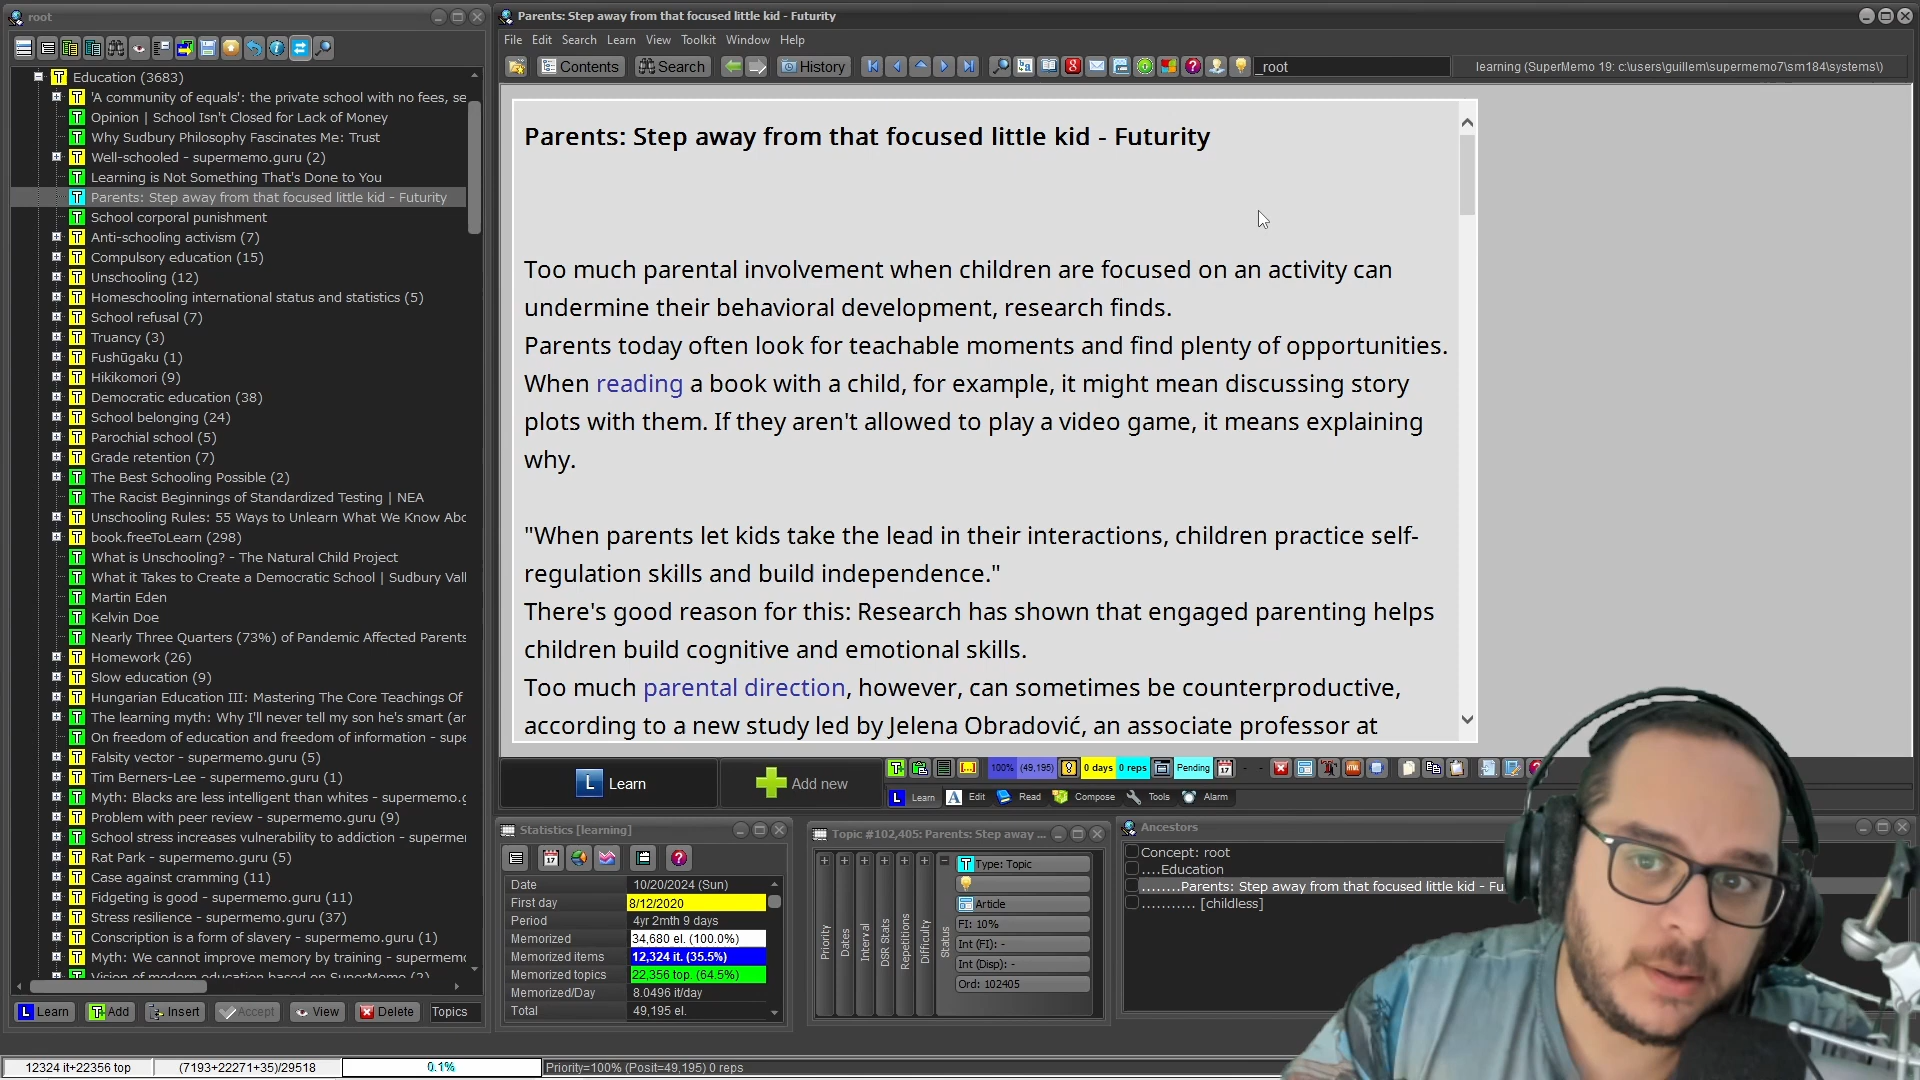 root
Parents: Step away from that focused little kid - Futurity
File Edit Search Learn View Toolkit Window Help
Contents Search History _root learning (SuperMemo 19: c:\users\guillem\supermemo7\sm184\systems\)
Education (3683)
'A community of equals': the private school with no fees, se
Opinion | School Isn't Closed for Lack of Money
Why Sudbury Philosophy Fascinates Me: Trust
Well-schooled - supermemo.guru (2)
Learning is Not Something That's Done to You
Parents: Step away from that focused little kid - Futurity
School corporal punishment
Anti-schooling activism (7)
Compulsory education (15)
Unschooling (12)
Homeschooling international status and statistics (5)
School refusal (7)
Truancy (3)
Fushūgaku (1)
Hikikomori (9)
Democratic education (38)
School belonging (24)
Parochial school (5)
Grade retention (7)
The Best Schooling Possible (2)
The Racist Beginnings of Standardized Testing | NEA
Unschooling Rules: 55 Ways to Unlearn What We Know Abo
book.freeToLearn (298)
What is Unschooling? - The Natural Child Project
What it Takes to Create a Democratic School | Sudbury Vall
Martin Eden
Kelvin Doe
Nearly Three Quarters (73%) of Pandemic Affected Parents
Homework (26)
Slow education (9)
Hungarian Education III: Mastering The Core Teachings Of
The learning myth: Why I'll never tell my son he's smart (ar
On freedom of education and freedom of information - supe
Falsity vector - supermemo.guru (5)
Tim Berners-Lee - supermemo.guru (1)
Myth: Blacks are less intelligent than whites - supermemo.g
Problem with peer review - supermemo.guru (9)
School stress increases vulnerability to addiction - superme
Rat Park - supermemo.guru (5)
Case against cramming (11)
Fidgeting is good - supermemo.guru (11)
Stress resilience - supermemo.guru (37)
Conscription is a form of slavery - supermemo.guru (1)
Myth: We cannot improve memory by training - supermemo
Vision of modern education based on SuperMemo (2)
Learn Add Insert Accept View Delete Topics
Parents: Step away from that focused little kid - Futurity
Too much parental involvement when children are focused on an activity can
undermine their behavioral development, research finds.
Parents today often look for teachable moments and find plenty of opportunities.
When reading a book with a child, for example, it might mean discussing story
plots with them. If they aren't allowed to play a video game, it means explaining
why.
"When parents let kids take the lead in their interactions, children practice self-
regulation skills and build independence."
There's good reason for this: Research has shown that engaged parenting helps
children build cognitive and emotional skills.
Too much parental direction, however, can sometimes be counterproductive,
according to a new study led by Jelena Obradović, an associate professor at
Learn Add new
100% (49,195) 0 days 0 reps Pending
Learn Edit Read Compose Tools Alarm
Statistics [learning]
Date 10/20/2024 (Sun)
First day 8/12/2020
Period 4yr 2mth 9 days
Memorized 34,680 el. (100.0%)
Memorized items 12,324 it. (35.5%)
Memorized topics 22,356 top. (64.5%)
Memorized/Day 8.0496 it/day
Total 49,195 el.
Topic #102,405: Parents: Step away ...
Priority
Dates
Interval
DSR Stats
Repetitions
Difficulty
Status
Type: Topic
Article
FI: 10%
Int (FI): -
Int (Disp): -
Ord: 102405
Ancestors
Concept: root
....Education
........Parents: Step away from that focused little kid - Fu
........... [childless]
12324 it+22356 top (7193+22271+35)/29518 0.1% Priority=100% (Posit=49,195) 0 reps